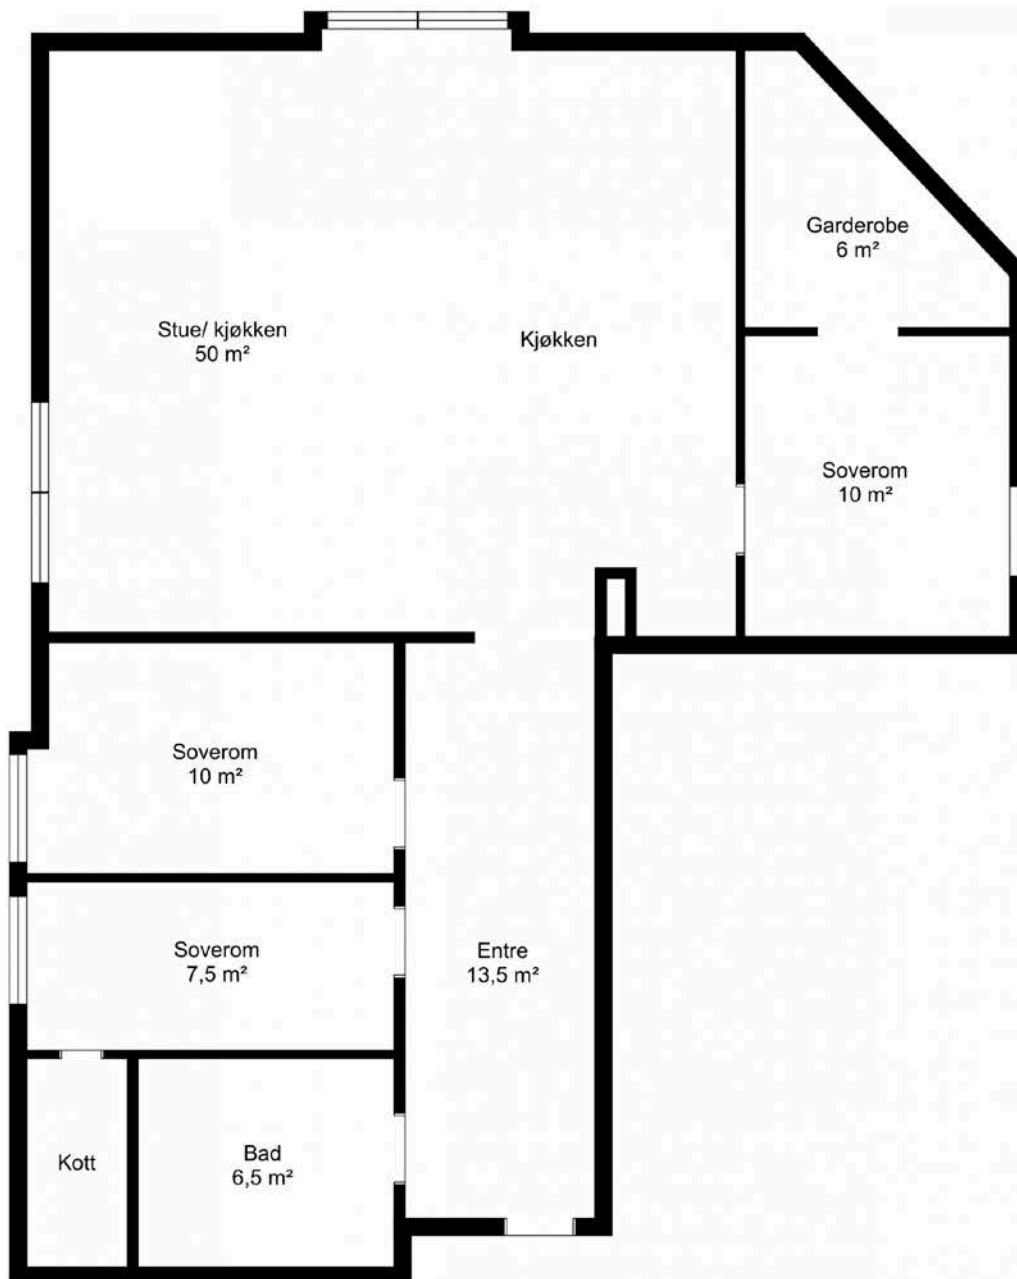 Garderobe
6 m²
Stue/ kjøkken
50 m²
Kjøkken
Soverom
10 m²
Soverom
10 m²
Soverom
7,5 m²
Entre
13,5 m²
Kott
Bad
6,5 m²